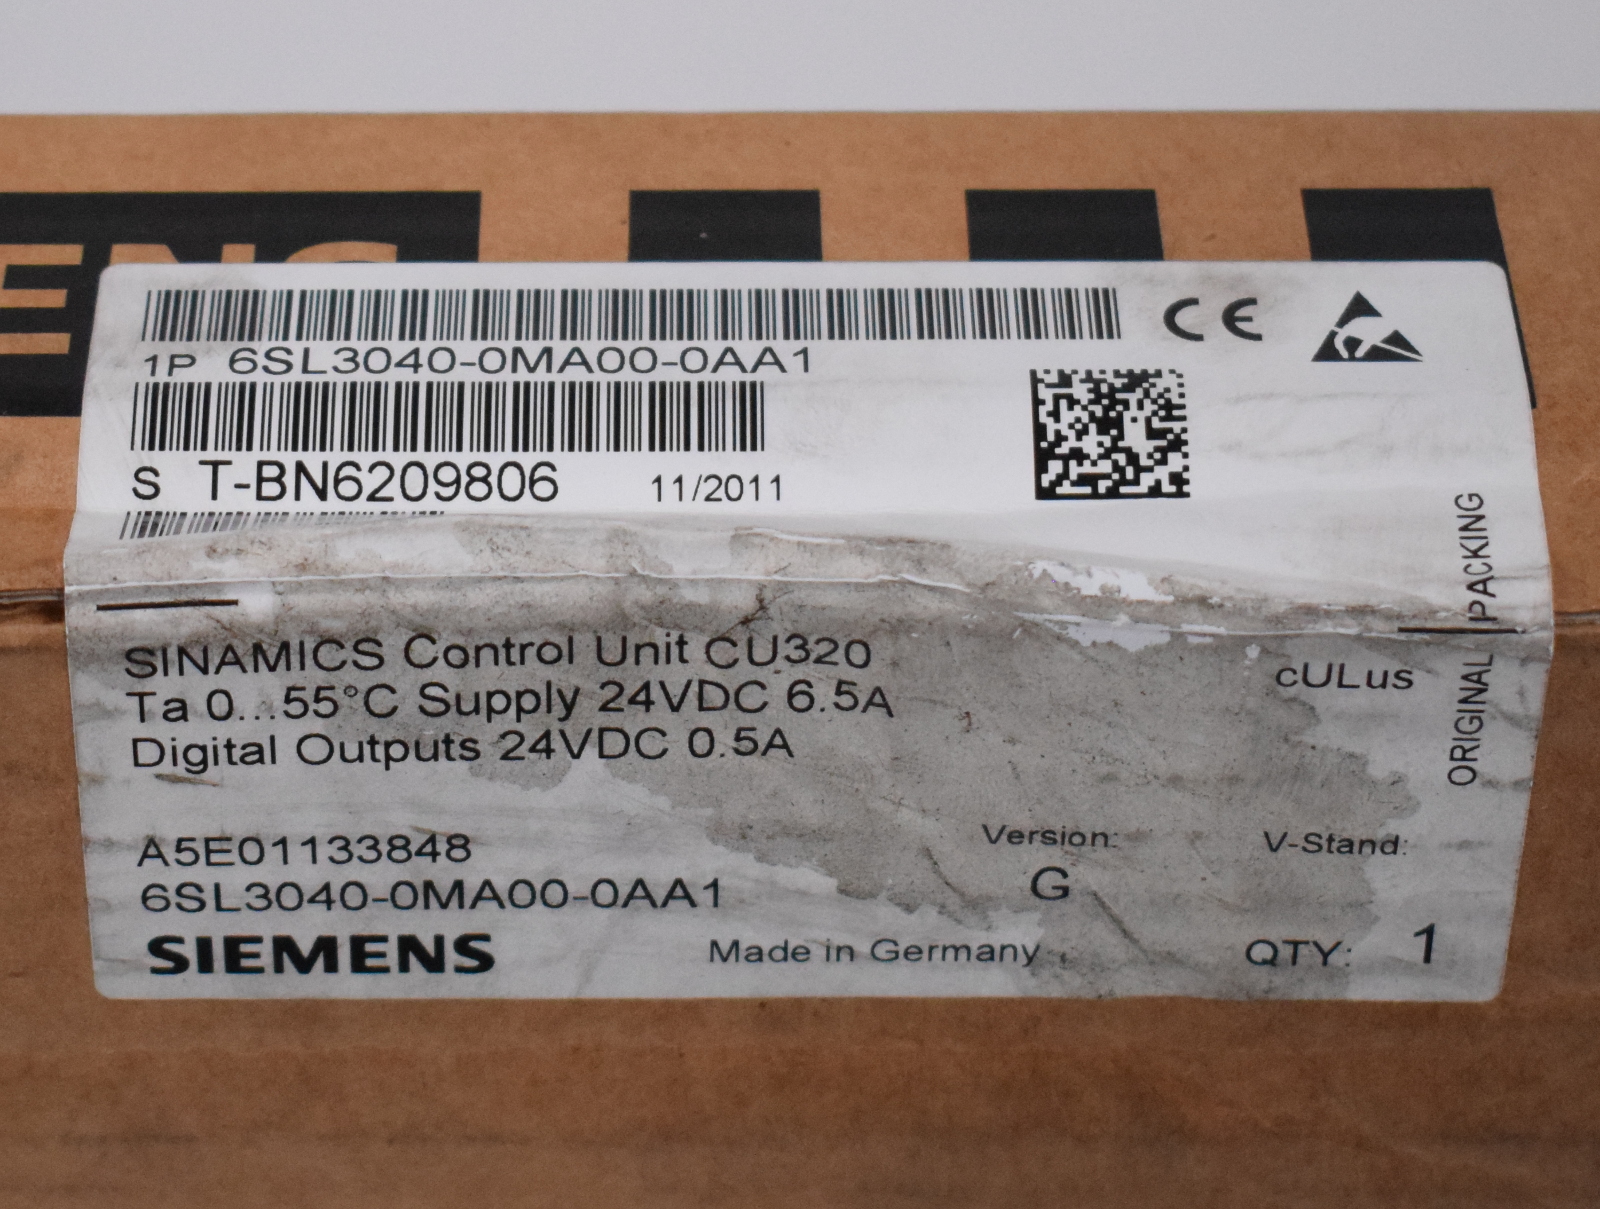 1P 6SL3040-0MA00-0AA1
S T-BN6209806 11/2011
SINAMICS Control Unit CU320
Ta 0...55°C Supply 24VDC 6.5A
Digital Outputs 24VDC 0.5A
cULus
ORIGINAL PACKING
A5E01133848
6SL3040-0MA00-0AA1
Version: V-Stand:
G
SIEMENS
Made in Germany
QTY: 1
CE